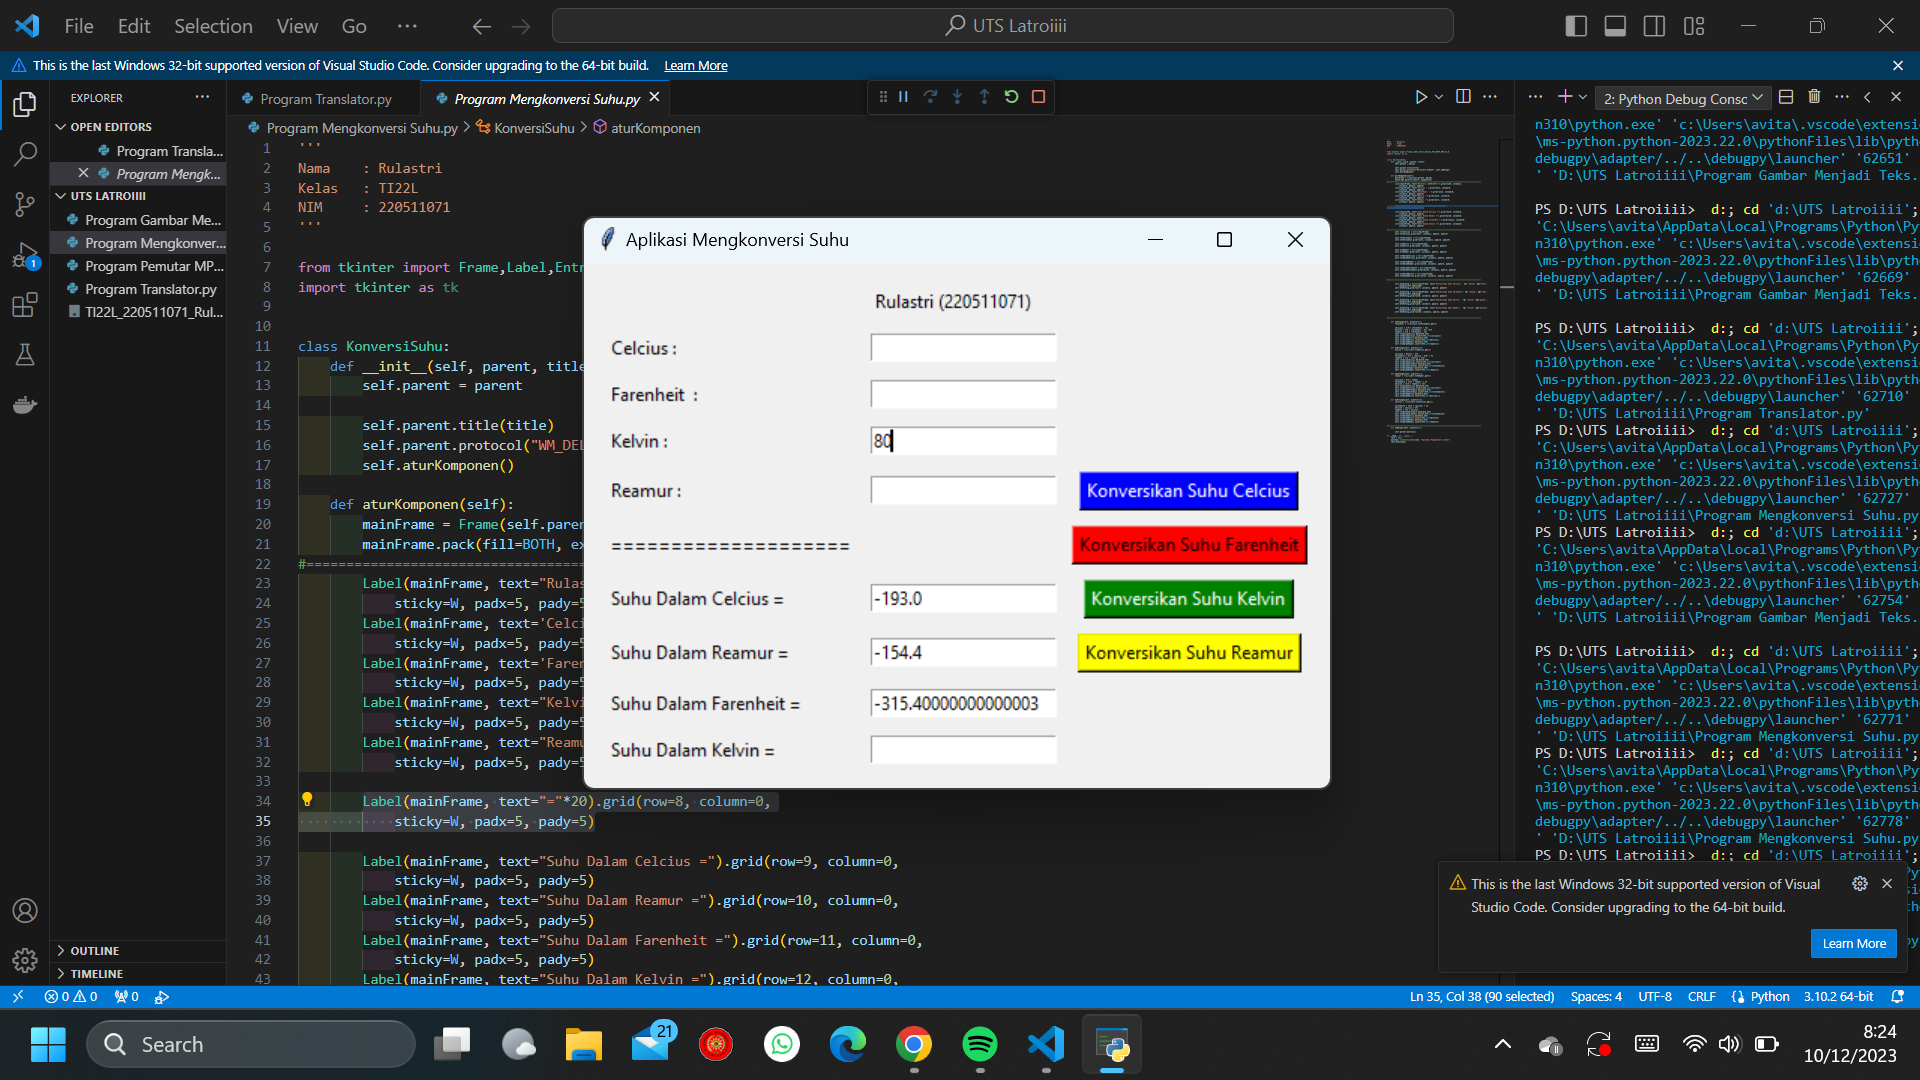 File Edit Selection View Go ··· UTS Latroiiii
This is the last Windows 32-bit supported version of Visual Studio Code. Consider upgrading to the 64-bit build. Learn More
EXPLORER
OPEN EDITORS
Program Transla...
Program Mengk...
UTS LATROIIII
Program Gambar Me...
Program Mengkonver...
Program Pemutar MP...
Program Translator.py
TI22L_220511071_Rul...
OUTLINE
TIMELINE
1
Program Translator.py Program Mengkonversi Suhu.py
Program Mengkonversi Suhu.py > KonversiSuhu > aturKomponen
1 '''
2 Nama : Rulastri
3 Kelas : TI22L
4 NIM : 220511071
5 '''
6
7 from tkinter import Frame,Label,Entr
8 import tkinter as tk
9
10
11 class KonversiSuhu:
12 def __init__(self, parent, title
13 self.parent = parent
14
15 self.parent.title(title)
16 self.parent.protocol("WM_DEL
17 self.aturKomponen()
18
19 def aturKomponen(self):
20 mainFrame = Frame(self.paren
21 mainFrame.pack(fill=BOTH, ex
22 #===================================
23 Label(mainFrame, text="Rulas
24 sticky=W, padx=5, pady=5
25 Label(mainFrame, text='Celci
26 sticky=W, padx=5, pady=5
27 Label(mainFrame, text='Faren
28 sticky=W, padx=5, pady=5
29 Label(mainFrame, text="Kelvi
30 sticky=W, padx=5, pady=5
31 Label(mainFrame, text="Reamu
32 sticky=W, padx=5, pady=5
33
34 Label(mainFrame, text="="*20).grid(row=8, column=0,
35 sticky=W, padx=5, pady=5)
36
37 Label(mainFrame, text="Suhu Dalam Celcius =").grid(row=9, column=0,
38 sticky=W, padx=5, pady=5)
39 Label(mainFrame, text="Suhu Dalam Reamur =").grid(row=10, column=0,
40 sticky=W, padx=5, pady=5)
41 Label(mainFrame, text="Suhu Dalam Farenheit =").grid(row=11, column=0,
42 sticky=W, padx=5, pady=5)
43 Label(mainFrame, text="Suhu Dalam Kelvin =").grid(row=12, column=0,
Aplikasi Mengkonversi Suhu
Rulastri (220511071)
Celcius :
Farenheit :
Kelvin : 80
Reamur : Konversikan Suhu Celcius
==================== Konversikan Suhu Farenheit
Suhu Dalam Celcius = -193.0 Konversikan Suhu Kelvin
Suhu Dalam Reamur = -154.4 Konversikan Suhu Reamur
Suhu Dalam Farenheit = -315.40000000000003
Suhu Dalam Kelvin =
2: Python Debug Consc
n310\python.exe' 'c:\Users\avita\.vscode\extension
\ms-python.python-2023.22.0\pythonFiles\lib\python
debugpy\adapter/../..\debugpy\launcher' '62651'
' 'D:\UTS Latroiiii\Program Gambar Menjadi Teks.
PS D:\UTS Latroiiii> d:; cd 'd:\UTS Latroiiii';
'C:\Users\avita\AppData\Local\Programs\Python\Py
n310\python.exe' 'c:\Users\avita\.vscode\extensi
\ms-python.python-2023.22.0\pythonFiles\lib\pyth
debugpy\adapter/../..\debugpy\launcher' '62669'
' 'D:\UTS Latroiiii\Program Gambar Menjadi Teks.
PS D:\UTS Latroiiii> d:; cd 'd:\UTS Latroiiii';
'C:\Users\avita\AppData\Local\Programs\Python\Py
n310\python.exe' 'c:\Users\avita\.vscode\extensi
\ms-python.python-2023.22.0\pythonFiles\lib\pyth
debugpy\adapter/../..\debugpy\launcher' '62710'
' 'D:\UTS Latroiiii\Program Translator.py'
PS D:\UTS Latroiiii> d:; cd 'd:\UTS Latroiiii';
'C:\Users\avita\AppData\Local\Programs\Python\Py
n310\python.exe' 'c:\Users\avita\.vscode\extensi
\ms-python.python-2023.22.0\pythonFiles\lib\pyth
debugpy\adapter/../..\debugpy\launcher' '62727'
' 'D:\UTS Latroiiii\Program Mengkonversi Suhu.py
PS D:\UTS Latroiiii> d:; cd 'd:\UTS Latroiiii';
'C:\Users\avita\AppData\Local\Programs\Python\Py
n310\python.exe' 'c:\Users\avita\.vscode\extensi
\ms-python.python-2023.22.0\pythonFiles\lib\pyth
debugpy\adapter/../..\debugpy\launcher' '62754'
' 'D:\UTS Latroiiii\Program Gambar Menjadi Teks.
PS D:\UTS Latroiiii> d:; cd 'd:\UTS Latroiiii';
'C:\Users\avita\AppData\Local\Programs\Python\Py
n310\python.exe' 'c:\Users\avita\.vscode\extensi
\ms-python.python-2023.22.0\pythonFiles\lib\pyth
debugpy\adapter/../..\debugpy\launcher' '62771'
' 'D:\UTS Latroiiii\Program Mengkonversi Suhu.py
PS D:\UTS Latroiiii> d:; cd 'd:\UTS Latroiiii';
'C:\Users\avita\AppData\Local\Programs\Python\Py
n310\python.exe' 'c:\Users\avita\.vscode\extensi
\ms-python.python-2023.22.0\pythonFiles\lib\pyth
debugpy\adapter/../..\debugpy\launcher' '62778'
' 'D:\UTS Latroiiii\Program Mengkonversi Suhu.py
PS D:\UTS Latroiiii> d:; cd 'd:\UTS Latroiiii';
This is the last Windows 32-bit supported version of Visual
Studio Code. Consider upgrading to the 64-bit build.
Learn More
0 0 0 Ln 35, Col 38 (90 selected) Spaces: 4 UTF-8 CRLF Python 3.10.2 64-bit
Search 21
8:24
10/12/2023